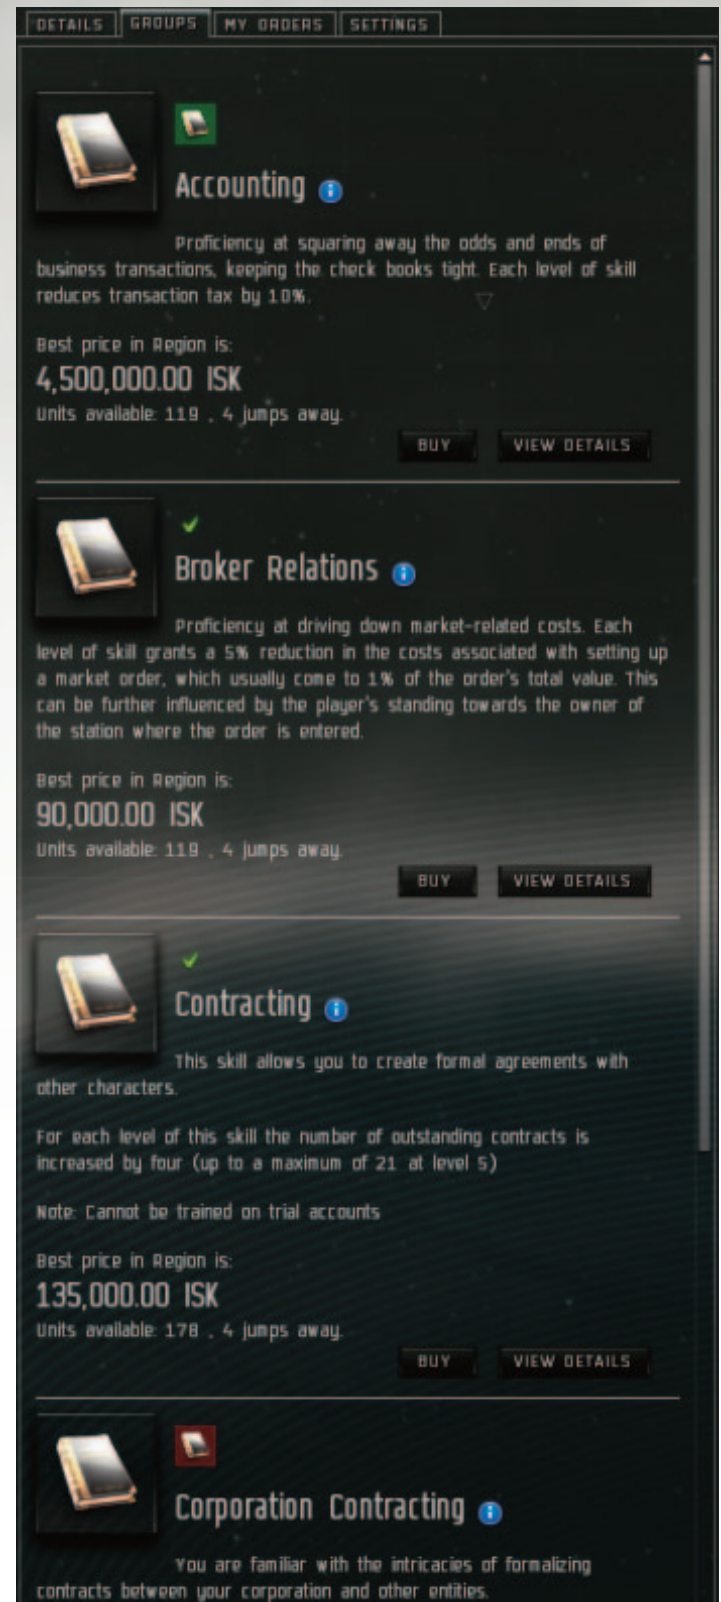 DETAILS GROUPS MY ORDERS SETTINGS
Accounting
Proficiency at squaring away the odds and ends of
business transactions, keeping the check books tight. Each level of skill
reduces transaction tax by 10%.
Best price in Region is:
4,500,000.00 ISK
Units available: 119 , 4 jumps away.
BUY VIEW DETAILS
Broker Relations
Proficiency at driving down market-related costs. Each
level of skill grants a 5% reduction in the costs associated with setting up
a market order, which usually come to 1% of the order's total value. This
can be further influenced by the player's standing towards the owner of
the station where the order is entered.
Best price in Region is:
90,000.00 ISK
Units available: 119 , 4 jumps away.
BUY VIEW DETAILS
Contracting
This skill allows you to create formal agreements with
other characters.
For each level of this skill the number of outstanding contracts is
increased by four (up to a maximum of 21 at level 5)
Note: Cannot be trained on trial accounts
Best price in Region is:
135,000.00 ISK
Units available: 178 , 4 jumps away.
BUY VIEW DETAILS
Corporation Contracting
You are familiar with the intricacies of formalizing
contracts between your corporation and other entities.